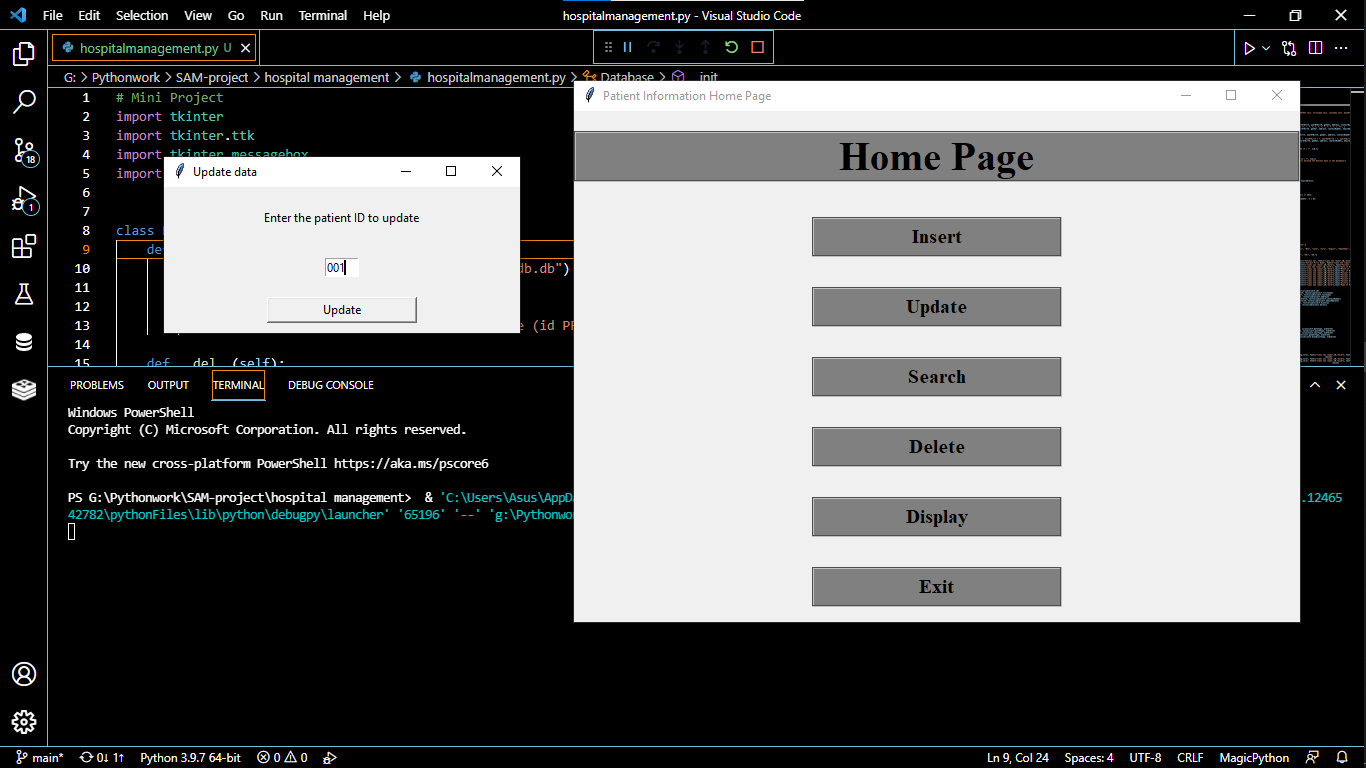 File Edit Selection View Go Run Terminal Help
hospitalmanagement.py - Visual Studio Code
hospitalmanagement.py U
G: > Pythonwork > SAM-project > hospital management > hospitalmanagement.py > Database > __init
1 # Mini Project
2 import tkinter
3 import tkinter.ttk
4 import tkinter.messagebox
5 import
6
7
8 class
9 de
10 db.db")
11
12
13 e (id PR
14
15 def __del__(self):
Update data
Enter the patient ID to update
001
Update
Patient Information Home Page
Home Page
Insert
Update
Search
Delete
Display
Exit
18
1
PROBLEMS OUTPUT TERMINAL DEBUG CONSOLE
Windows PowerShell
Copyright (C) Microsoft Corporation. All rights reserved.
Try the new cross-platform PowerShell https://aka.ms/pscore6
PS G:\Pythonwork\SAM-project\hospital management> & 'C:\Users\Asus\AppDa .12465
42782\pythonFiles\lib\python\debugpy\launcher' '65196' '--' 'g:\Pythonwor
main* 0↓ 1↑ Python 3.9.7 64-bit 0 0 Ln 9, Col 24 Spaces: 4 UTF-8 CRLF MagicPython